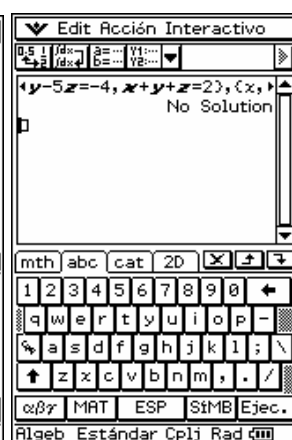 Edit Acción Interactivo
y-5z=-4,x+y+z=2},{x,
No Solution
mth abc cat 2D
1 2 3 4 5 6 7 8 9 0
q w e r t y u i o p -
a s d f g h j k l ; \
z x c v b n m , . /
αβγ MAT ESP SíMB Ejec.
Algeb Estándar Cplj Rad